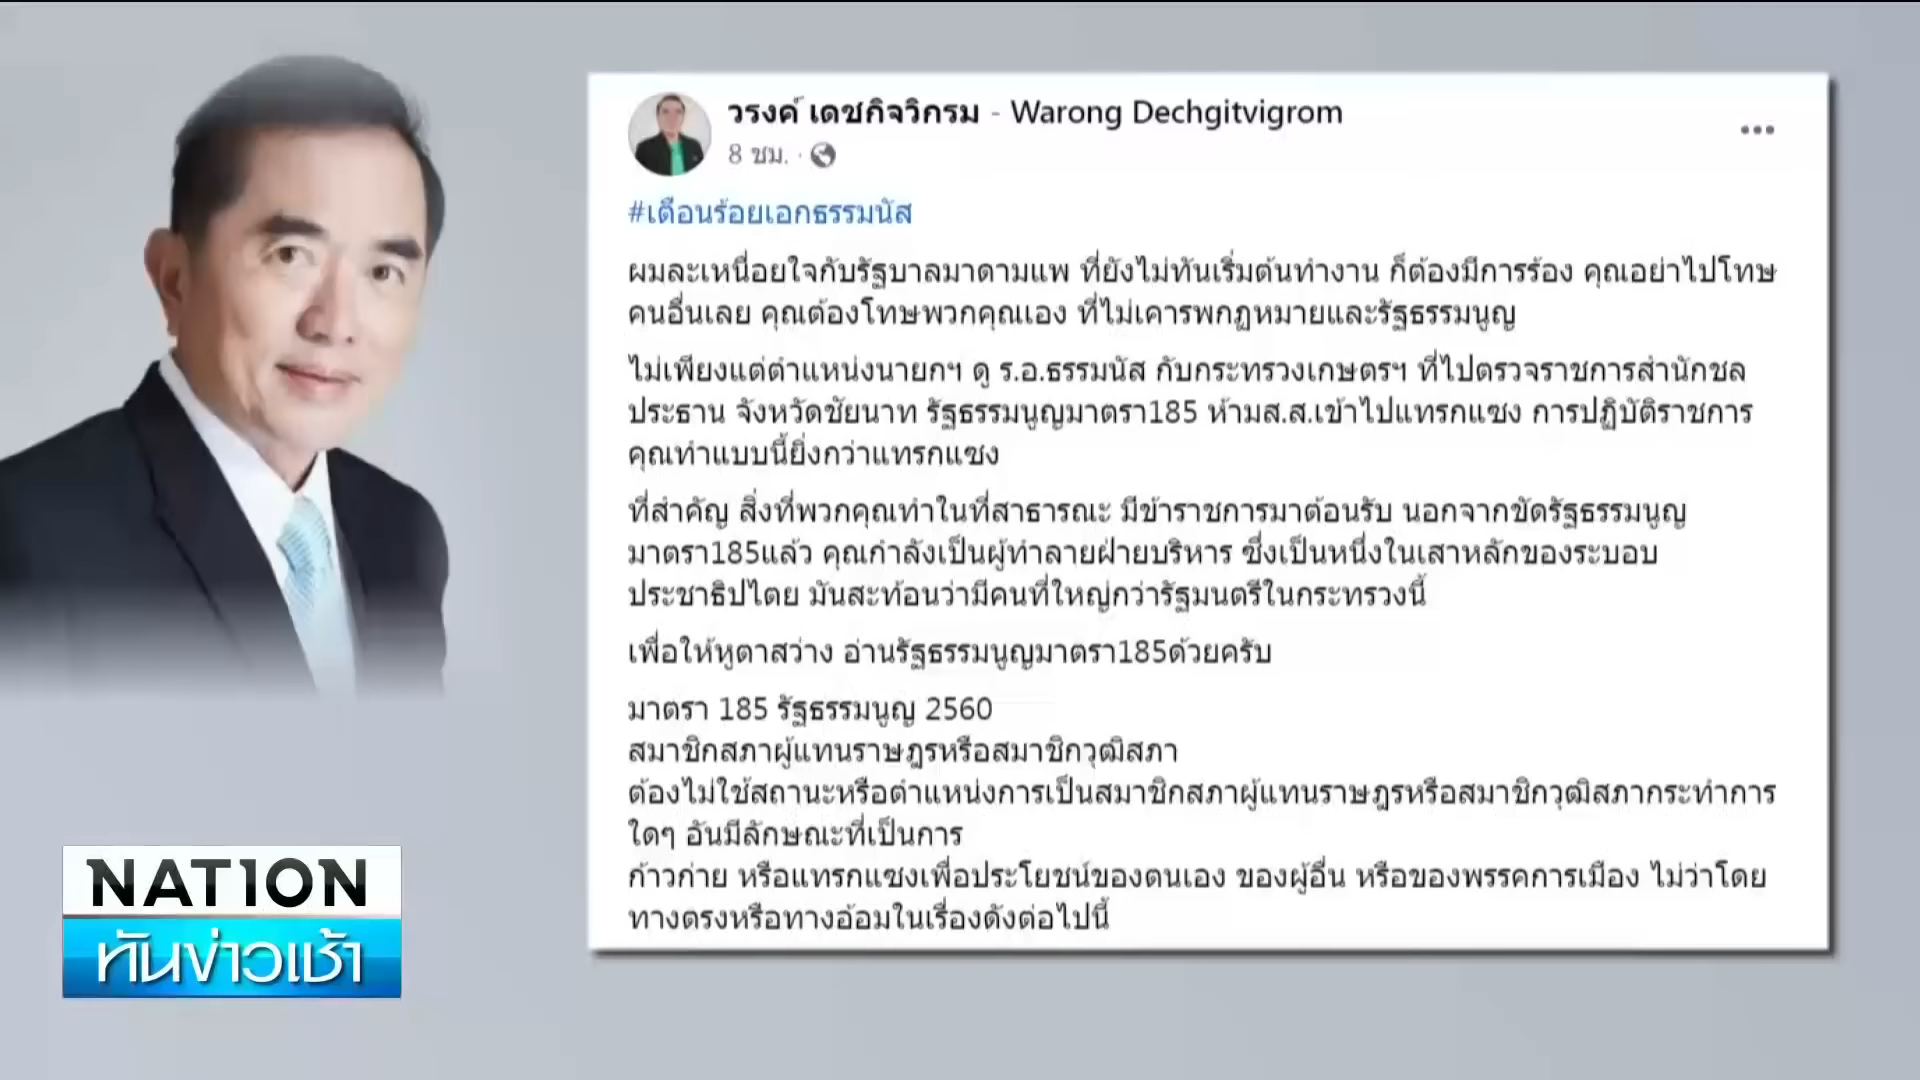 วรงค์ เดชกิจวิกรม - Warong Dechgitvigrom
8 ชม. ·
#เตือนร้อยเอกธรรมนัส
ผมละเหนื่อยใจกับรัฐบาลมาดามแพ ที่ยังไม่ทันเริ่มต้นทำงาน ก็ต้องมีการร้อง คุณอย่าไปโทษ
คนอื่นเลย คุณต้องโทษพวกคุณเอง ที่ไม่เคารพกฎหมายและรัฐธรรมนูญ
ไม่เพียงแต่ตำแหน่งนายกฯ ดู ร.อ.ธรรมนัส กับกระทรวงเกษตรฯ ที่ไปตรวจราชการสำนักชล
ประธาน จังหวัดชัยนาท รัฐธรรมนูญมาตรา185 ห้ามส.ส.เข้าไปแทรกแซง การปฏิบัติราชการ
คุณทำแบบนี้ยิ่งกว่าแทรกแซง
ที่สำคัญ สิ่งที่พวกคุณทำในที่สาธารณะ มีข้าราชการมาต้อนรับ นอกจากขัดรัฐธรรมนูญ
มาตรา185แล้ว คุณกำลังเป็นผู้ทำลายฝ่ายบริหาร ซึ่งเป็นหนึ่งในเสาหลักของระบอบ
ประชาธิปไตย มันสะท้อนว่ามีคนที่ใหญ่กว่ารัฐมนตรีในกระทรวงนี้
เพื่อให้หูตาสว่าง อ่านรัฐธรรมนูญมาตรา185ด้วยครับ
มาตรา 185 รัฐธรรมนูญ 2560
สมาชิกสภาผู้แทนราษฎรหรือสมาชิกวุฒิสภา
ต้องไม่ใช้สถานะหรือตำแหน่งการเป็นสมาชิกสภาผู้แทนราษฎรหรือสมาชิกวุฒิสภากระทำการ
ใดๆ อันมีลักษณะที่เป็นการ
ก้าวก่าย หรือแทรกแซงเพื่อประโยชน์ของตนเอง ของผู้อื่น หรือของพรรคการเมือง ไม่ว่าโดย
ทางตรงหรือทางอ้อมในเรื่องดังต่อไปนี้
NATION
ทันข่าวเช้า